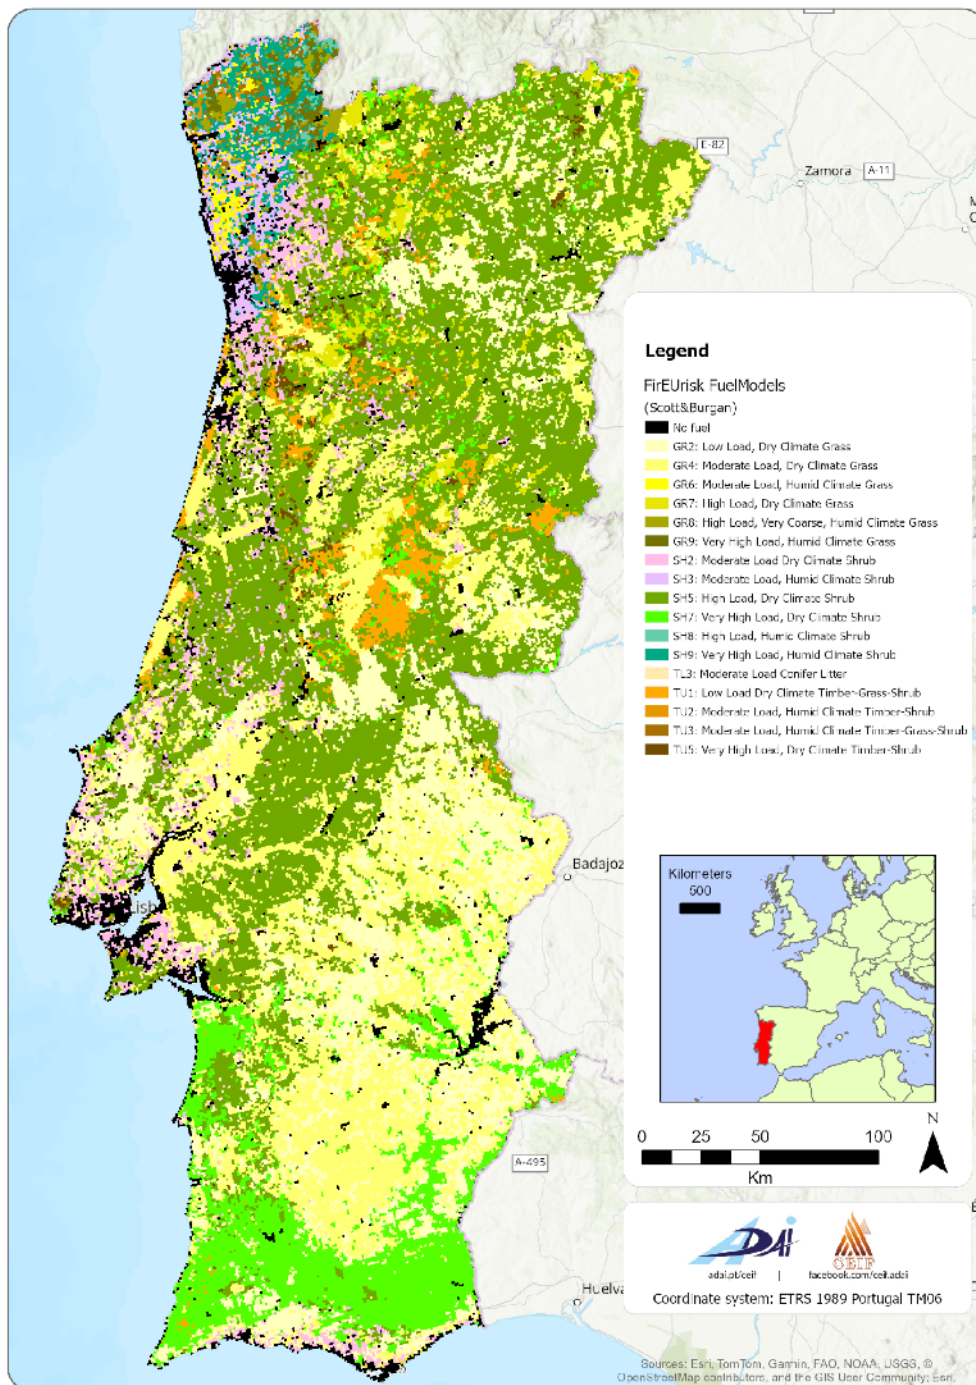 E-82
Zamora
A-11
M
C
Legend
FirEUrisk FuelModels
(Scott&Burgan)
No fuel
GR2: Low Load, Dry Climate Grass
GR4: Moderate Load, Dry Climate Grass
GR6: Moderate Load, Humid Climate Grass
GR7: High Load, Dry Climate Grass
GR8: High Load, Very Coarse, Humid Climate Grass
GR9: Very High Load, Humid Climate Grass
SH2: Moderate Load Dry Climate Shrub
SH3: Moderate Load, Humid Climate Shrub
SH5: High Load, Dry Climate Shrub
SH7: Very High Load, Dry Climate Shrub
SH8: High Load, Humic Climate Shrub
SH9: Very High Load, Humid Climate Shrub
TL3: Moderate Load Conifer Litter
TU1: Low Load Dry Climate Timber-Grass-Shrub
TU2: Moderate Load, Humid Climate Timber-Shrub
TU3: Moderate Load, Humid Climate Timber-Grass-Shrub
TU5: Very High Load, Dry Climate Timber-Shrub
Badajoz
Lisb
Kilometers
500
N
0 25 50 100
Km
A-495
ADAI
CEIF
adai.pt/ceif | facebook.com/ceif.adai
Huelva
Coordinate system: ETRS 1989 Portugal TM06
Sources: Esri, TomTom, Garmin, FAO, NOAA, USGS, ©
OpenStreetMap contributors, and the GIS User Community; Esri,